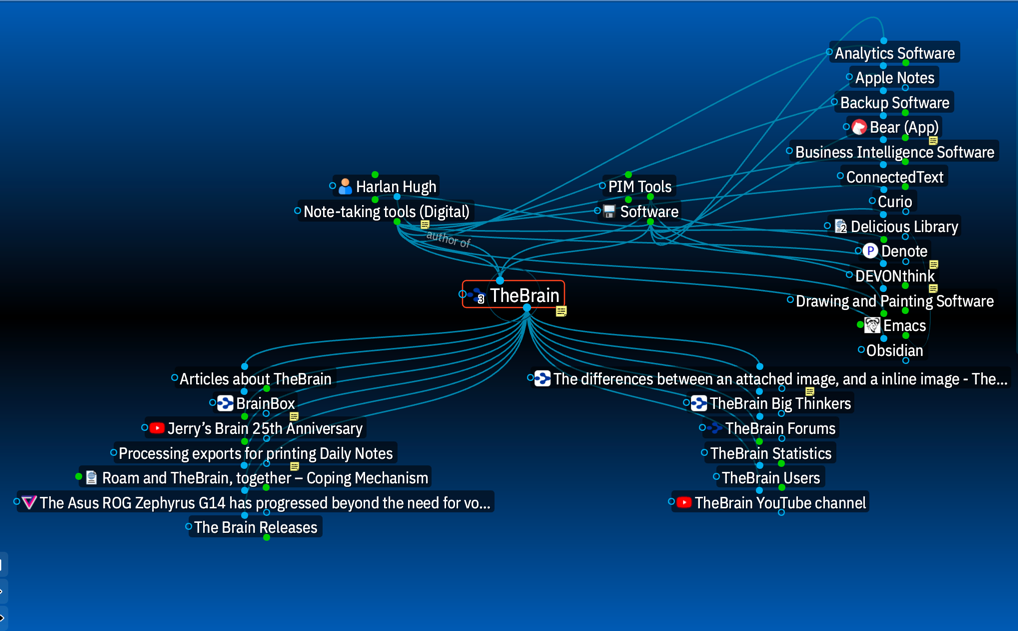 Analytics Software
Apple Notes
Backup Software
Bear (App)
Business Intelligence Software
ConnectedText
Curio
Delicious Library
Denote
DEVONthink
Drawing and Painting Software
Emacs
Obsidian
Harlan Hugh
Note-taking tools (Digital)
PIM Tools
Software
author of
3 TheBrain
Articles about TheBrain
BrainBox
Jerry's Brain 25th Anniversary
Processing exports for printing Daily Notes
Roam and TheBrain, together – Coping Mechanism
The Asus ROG Zephyrus G14 has progressed beyond the need for vo...
The Brain Releases
The differences between an attached image, and a inline image - The...
TheBrain Big Thinkers
TheBrain Forums
TheBrain Statistics
TheBrain Users
TheBrain YouTube channel